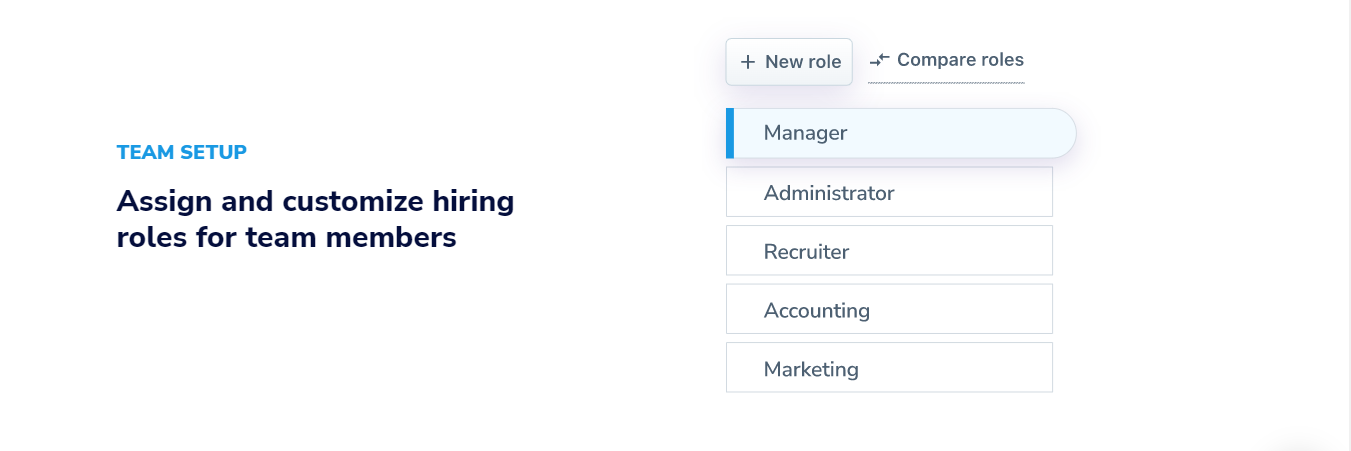 TEAM SETUP
Assign and customize hiring
roles for team members
New role
Compare roles
Manager
Administrator
Recruiter
Accounting
Marketing